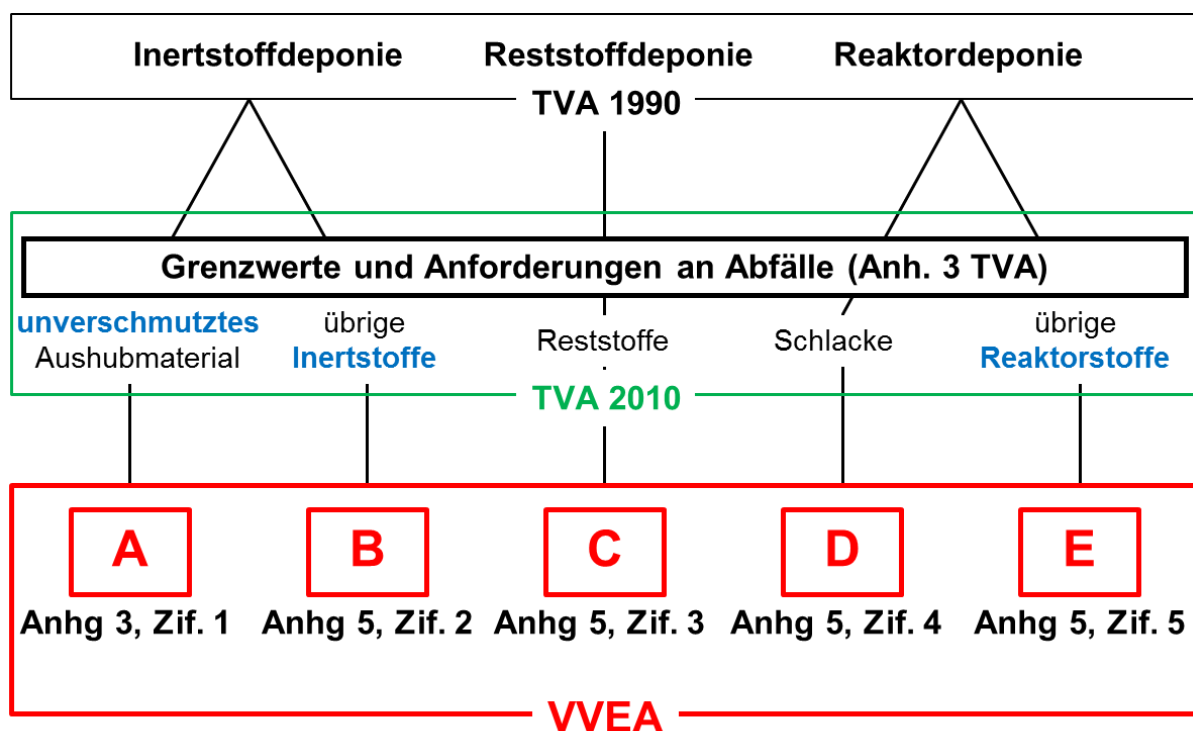 Inertstoffdeponie Reststoffdeponie Reaktordeponie
TVA 1990
Grenzwerte und Anforderungen an Abfälle (Anh. 3 TVA)
unverschmutztes
Aushubmaterial
übrige
Inertstoffe
Reststoffe
Schlacke
übrige
Reaktorstoffe
TVA 2010
A B C D E
Anhg 3, Zif. 1 Anhg 5, Zif. 2 Anhg 5, Zif. 3 Anhg 5, Zif. 4 Anhg 5, Zif. 5
VVEA